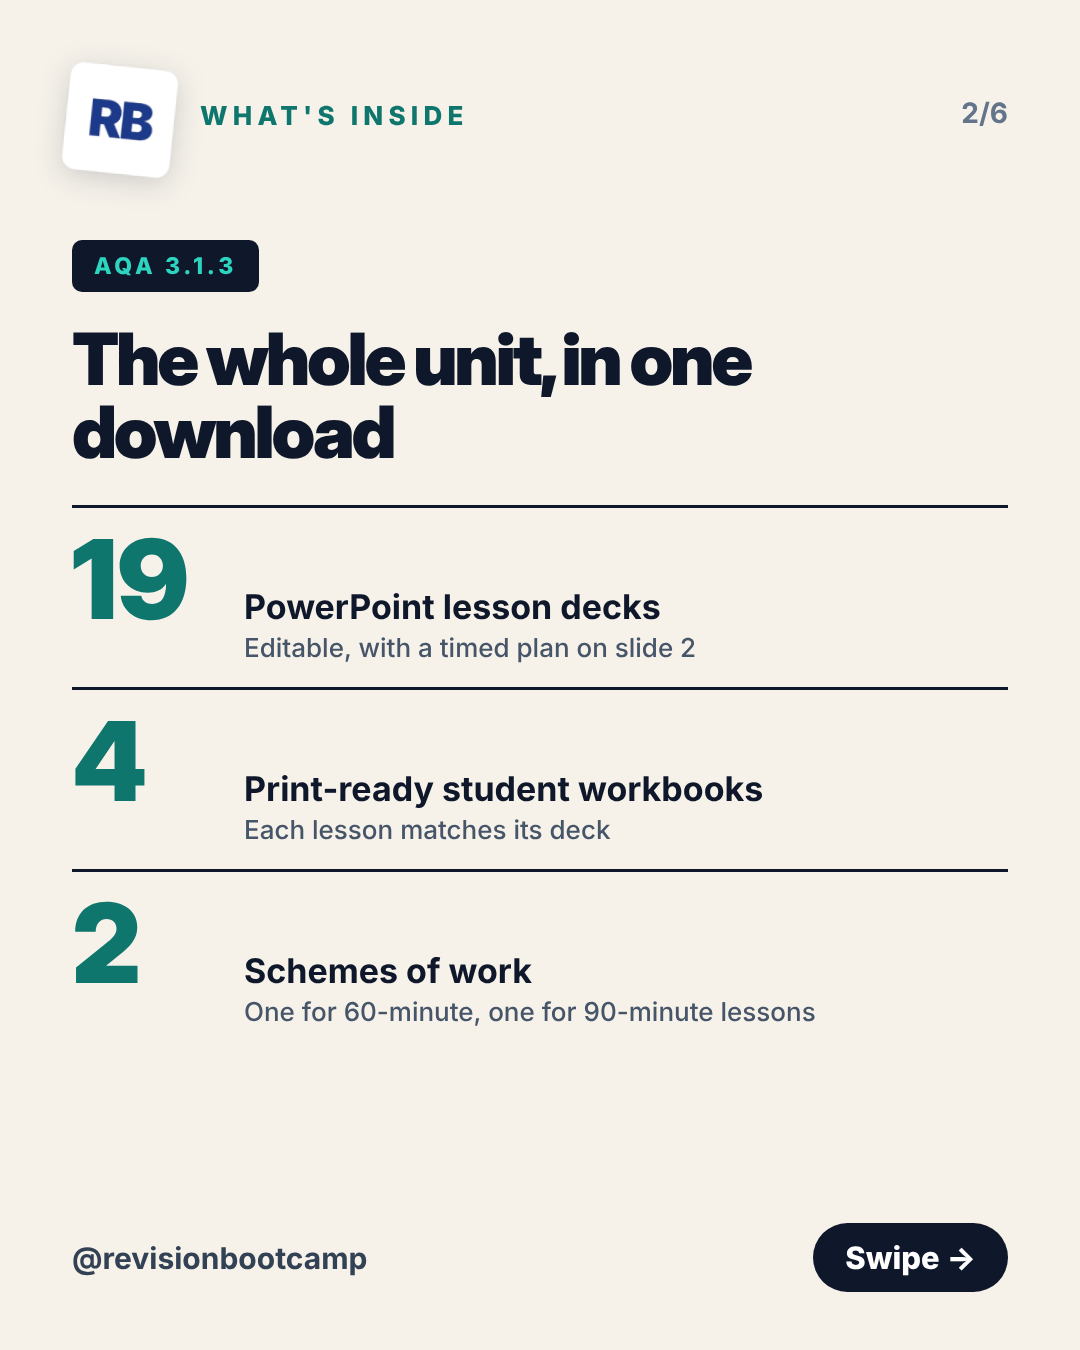 RB
WHAT'S INSIDE
2/6
AQA 3.1.3
The whole unit, in one
download
19
PowerPoint lesson decks
Editable, with a timed plan on slide 2
4
Print-ready student workbooks
Each lesson matches its deck
2
Schemes of work
One for 60-minute, one for 90-minute lessons
@revisionbootcamp
Swipe →